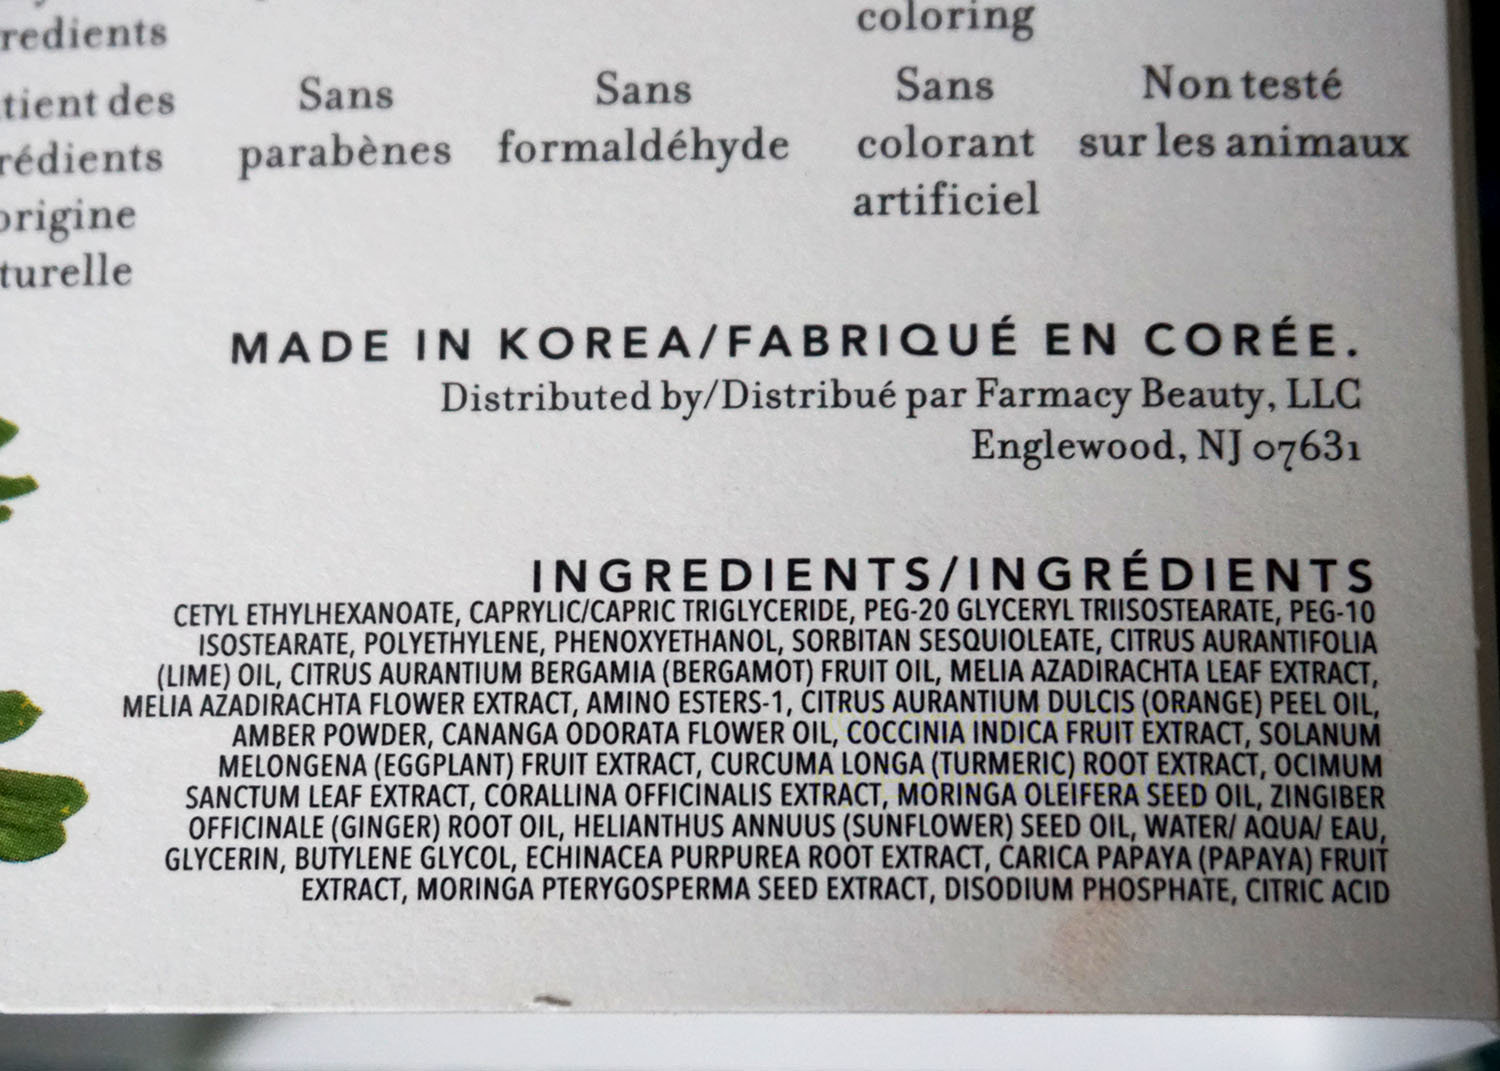 redients
coloring
tient des
rédients
origine
turelle
Sans
parabènes
Sans
formaldéhyde
Sans
colorant
artificiel
Non testé
sur les animaux
MADE IN KOREA/FABRIQUÉ EN CORÉE.
Distributed by/Distribué par Farmacy Beauty, LLC
Englewood, NJ 07631
INGREDIENTS/INGRÉDIENTS
CETYL ETHYLHEXANOATE, CAPRYLIC/CAPRIC TRIGLYCERIDE, PEG-20 GLYCERYL TRIISOSTEARATE, PEG-10
ISOSTEARATE, POLYETHYLENE, PHENOXYETHANOL, SORBITAN SESQUIOLEATE, CITRUS AURANTIFOLIA
(LIME) OIL, CITRUS AURANTIUM BERGAMIA (BERGAMOT) FRUIT OIL, MELIA AZADIRACHTA LEAF EXTRACT,
MELIA AZADIRACHTA FLOWER EXTRACT, AMINO ESTERS-1, CITRUS AURANTIUM DULCIS (ORANGE) PEEL OIL,
AMBER POWDER, CANANGA ODORATA FLOWER OIL, COCCINIA INDICA FRUIT EXTRACT, SOLANUM
MELONGENA (EGGPLANT) FRUIT EXTRACT, CURCUMA LONGA (TURMERIC) ROOT EXTRACT, OCIMUM
SANCTUM LEAF EXTRACT, CORALLINA OFFICINALIS EXTRACT, MORINGA OLEIFERA SEED OIL, ZINGIBER
OFFICINALE (GINGER) ROOT OIL, HELIANTHUS ANNUUS (SUNFLOWER) SEED OIL, WATER/ AQUA/ EAU,
GLYCERIN, BUTYLENE GLYCOL, ECHINACEA PURPUREA ROOT EXTRACT, CARICA PAPAYA (PAPAYA) FRUIT
EXTRACT, MORINGA PTERYGOSPERMA SEED EXTRACT, DISODIUM PHOSPHATE, CITRIC ACID